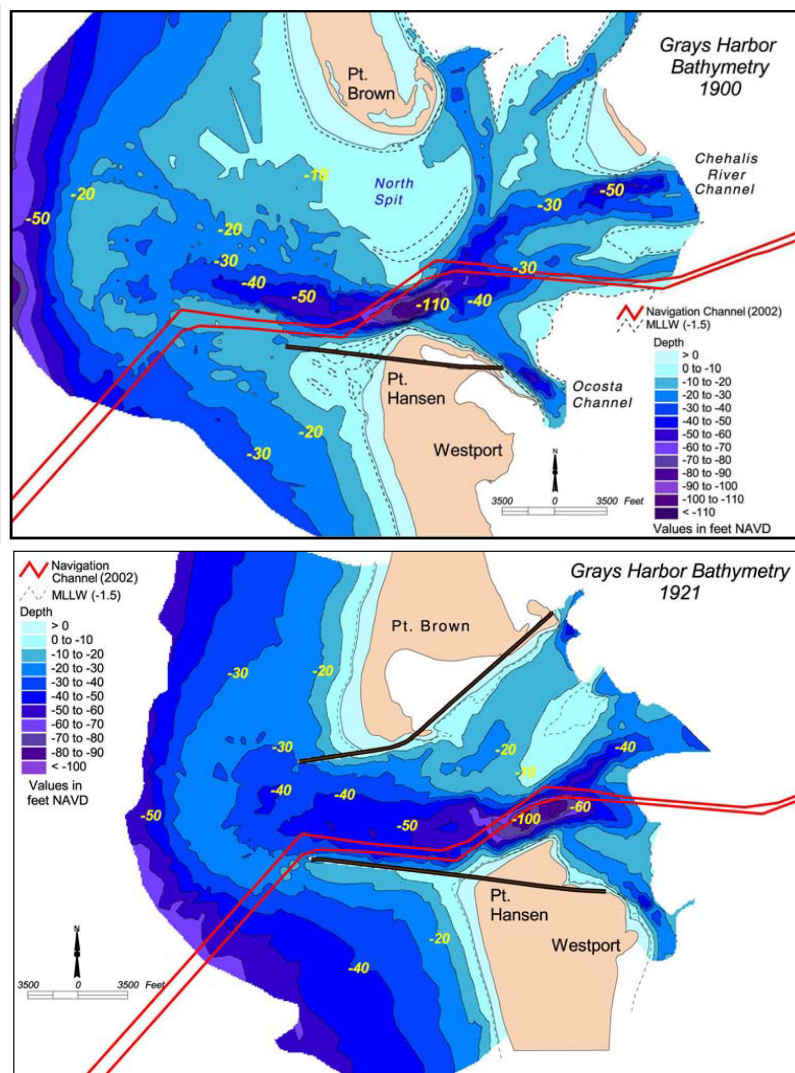 Grays Harbor
Bathymetry
1900
Pt.
Brown
North
Spit
Chehalis
River
Channel
-10
-20
-50
-20
-30
-40
-50
-110
-40
-30
-30
-50
-20
-30
Pt.
Hansen
Westport
Ocosta
Channel
N
3500 0 3500 Feet
Navigation Channel (2002)
MLLW (-1.5)
Depth
> 0
0 to -10
-10 to -20
-20 to -30
-30 to -40
-40 to -50
-50 to -60
-60 to -70
-70 to -80
-80 to -90
-90 to -100
-100 to -110
< -110
Values in feet NAVD
Navigation
Channel (2002)
MLLW (-1.5)
Depth
> 0
0 to -10
-10 to -20
-20 to -30
-30 to -40
-40 to -50
-50 to -60
-60 to -70
-70 to -80
-80 to -90
< -100
Values in
feet NAVD
Grays Harbor Bathymetry
1921
Pt. Brown
-30
-20
-30
-40
-40
-50
-50
-100
-60
-10
-20
-40
-20
-40
Pt.
Hansen
Westport
N
3500 0 3500 Feet